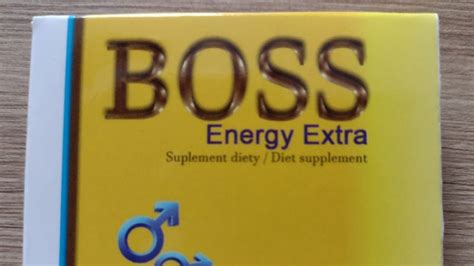 BOSS
Energy Extra
Suplement diety / Diet supplement